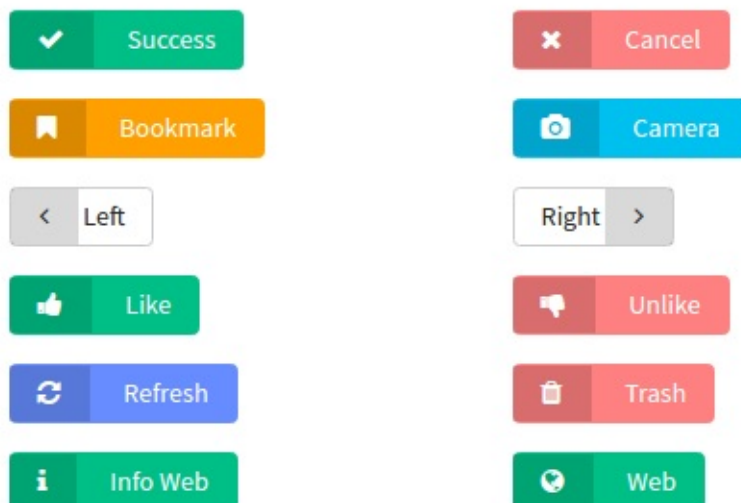 Success
Cancel
Bookmark
Camera
Left
Right
Like
Unlike
Refresh
Trash
Info Web
Web